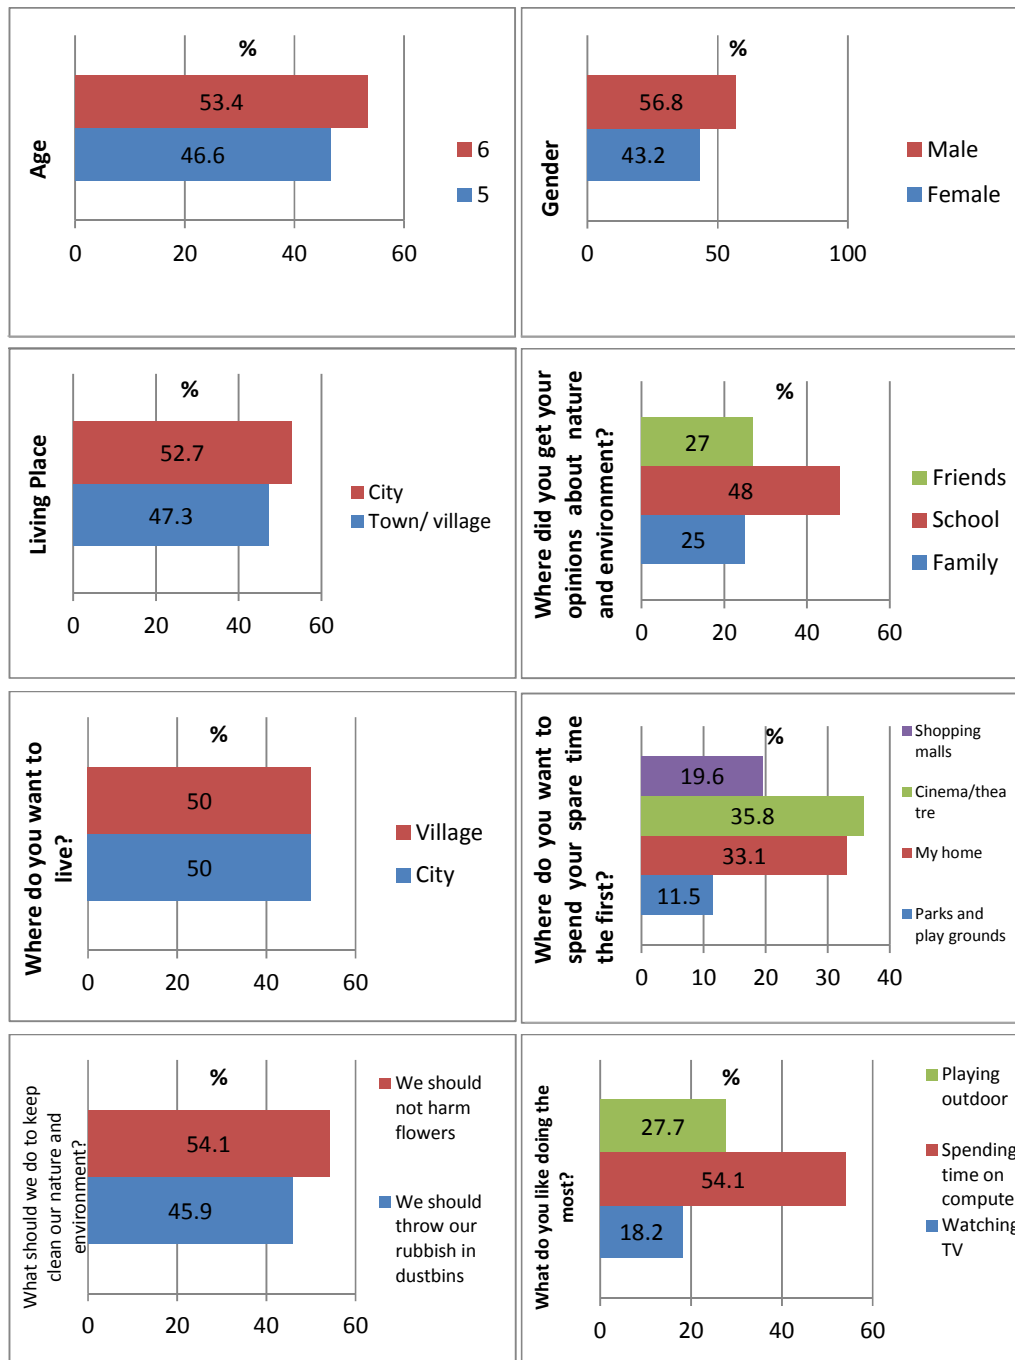 %
Age
53.4
46.6
6
5
0 20 40 60
%
Gender
56.8
43.2
Male
Female
0 50 100
%
Living Place
52.7
47.3
City
Town/ village
0 20 40 60
%
Where did you get your
opinions about nature
and environment?
27
48
25
Friends
School
Family
0 20 40 60
%
Where do you want to
live?
50
50
Village
City
0 20 40 60
%
Where do you want to
spend your spare time
the first?
19.6
35.8
33.1
11.5
Shopping
malls
Cinema/thea
tre
My home
Parks and
play grounds
0 10 20 30 40
%
What should we do to keep
clean our nature and
environment?
54.1
45.9
We should
not harm
flowers
We should
throw our
rubbish in
dustbins
0 20 40 60
%
What do you like doing the
most?
27.7
54.1
18.2
Playing
outdoor
Spending
time on
compute
Watching
TV
0 20 40 60